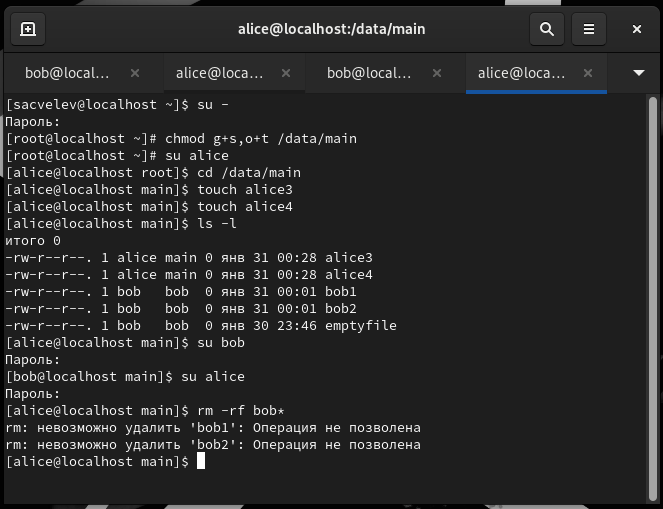 alice@localhost:/data/main
bob@local... × alice@loca... × bob@local... × alice@loca... ×
[sacvelev@localhost ~]$ su -
Пароль:
[root@localhost ~]# chmod g+s,o+t /data/main
[root@localhost ~]# su alice
[alice@localhost root]$ cd /data/main
[alice@localhost main]$ touch alice3
[alice@localhost main]$ touch alice4
[alice@localhost main]$ ls -l
итого 0
-rw-r--r--. 1 alice main 0 янв 31 00:28 alice3
-rw-r--r--. 1 alice main 0 янв 31 00:28 alice4
-rw-r--r--. 1 bob   bob  0 янв 31 00:01 bob1
-rw-r--r--. 1 bob   bob  0 янв 31 00:01 bob2
-rw-r--r--. 1 bob   bob  0 янв 30 23:46 emptyfile
[alice@localhost main]$ su bob
Пароль:
[bob@localhost main]$ su alice
Пароль:
[alice@localhost main]$ rm -rf bob*
rm: невозможно удалить 'bob1': Операция не позволена
rm: невозможно удалить 'bob2': Операция не позволена
[alice@localhost main]$